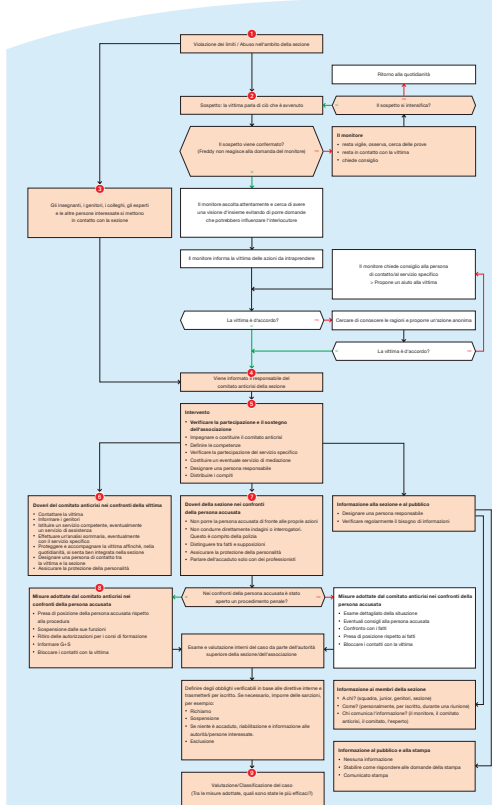 1
Violazione dei limiti / Abuso nell'ambito della sezione
Ritorno alla quotidianità
2
Sospetto: la vittima parla di ciò che è avvenuto
Il sospetto si intensifica?
Il sospetto viene confermato?
(Freddy non reagisce alla domanda del monitore)
Il monitore
• resta vigile, osserva, cerca delle prove
• resta in contatto con la vittima
• chiede consiglio
3
Gli insegnanti, i genitori, i colleghi, gli esperti
e le altre persone interessate si mettono
in contatto con la sezione
Il monitore ascolta attentamente e cerca di avere
una visione d'insieme evitando di porre domande
che potrebbero influenzare l'interlocutore
Il monitore informa la vittima delle azioni da intraprendere
Il monitore chiede consiglio alla persona
di contatto/al servizio specifico
> Propone un aiuto alla vittima
La vittima è d'accordo?
Cercare di conoscere le ragioni e proporre un'azione anonima
La vittima è d'accordo?
4
Viene informato il responsabile del
comitato anticrisi della sezione
5
Intervento
• Verificare la partecipazione e il sostegno
dell'associazione
• Impegnare o costituire il comitato anticrisi
• Definire le competenze
• Verificare la partecipazione del servizio specifico
• Costituire un eventuale servizio di mediazione
• Designare una persona responsabile
• Distribuire i compiti
6
Doveri del comitato anticrisi nei confronti della vittima
• Contattare la vittima
• Informare i genitori
• Istituire un servizio competente, eventualmente
un servizio di assistenza
• Effettuare un'analisi sommaria, eventualmente
con il servizio specifico
• Proteggere e accompagnare la vittima affinché, nella
quotidianità, si senta ben integrata nella sezione
• Designare una persona di contatto tra
la vittima e la sezione
• Assicurare la protezione della personalità
7
Doveri della sezione nei confronti
della persona accusata
• Non porre la persona accusata di fronte alle proprie azioni
• Non condurre direttamente indagini o interrogatori.
Questo è compito della polizia
• Distinguere tra fatti e supposizioni
• Assicurare la protezione della personalità
• Parlare dell'accaduto solo con dei professionisti
Informazione alla sezione e al pubblico
• Designare una persona responsabile
• Verificare regolarmente il bisogno di informazioni
8
Misure adottate dal comitato anticrisi nei
confronti della persona accusata
• Presa di posizione della persona accusata rispetto
alla procedura
• Sospensione dalle sue funzioni
• Ritiro delle autorizzazioni per i corsi di formazione
• Informare G+S
• Bloccare i contatti con la vittima
Nei confronti della persona accusata è stato
aperto un procedimento penale?
Misure adottate dal comitato anticrisi nei confronti della
persona accusata
• Esame dettagliato della situazione
• Eventuali consigli alla persona accusata
• Confronto con i fatti
• Presa di posizione rispetto ai fatti
• Bloccare i contatti con la vittima
Esame e valutazione interni del caso da parte dell'autorità
superiore della sezione/dell'associazione
Definire degli obblighi verificabili in base alle direttive interne e
trasmetterli per iscritto. Se necessario, imporre delle sanzioni,
per esempio:
• Richiamo
• Sospensione
• Se niente è accaduto, riabilitazione e informazione alle
autorità/persone interessate.
• Esclusione
Informazione ai membri della sezione
• A chi? (squadra, junior, genitori, sezione)
• Come? (personalmente, per iscritto, durante una riunione)
• Chi comunica l'informazione? (il monitore, il comitato
anticrisi, il comitato, l'esperto)
Informazione al pubblico e alla stampa
• Nessuna informazione
• Stabilire come rispondere alle domande della stampa
• Comunicato stampa
9
Valutazione/Classificazione del caso
(Tra le misure adottate, quali sono state le più efficaci?)